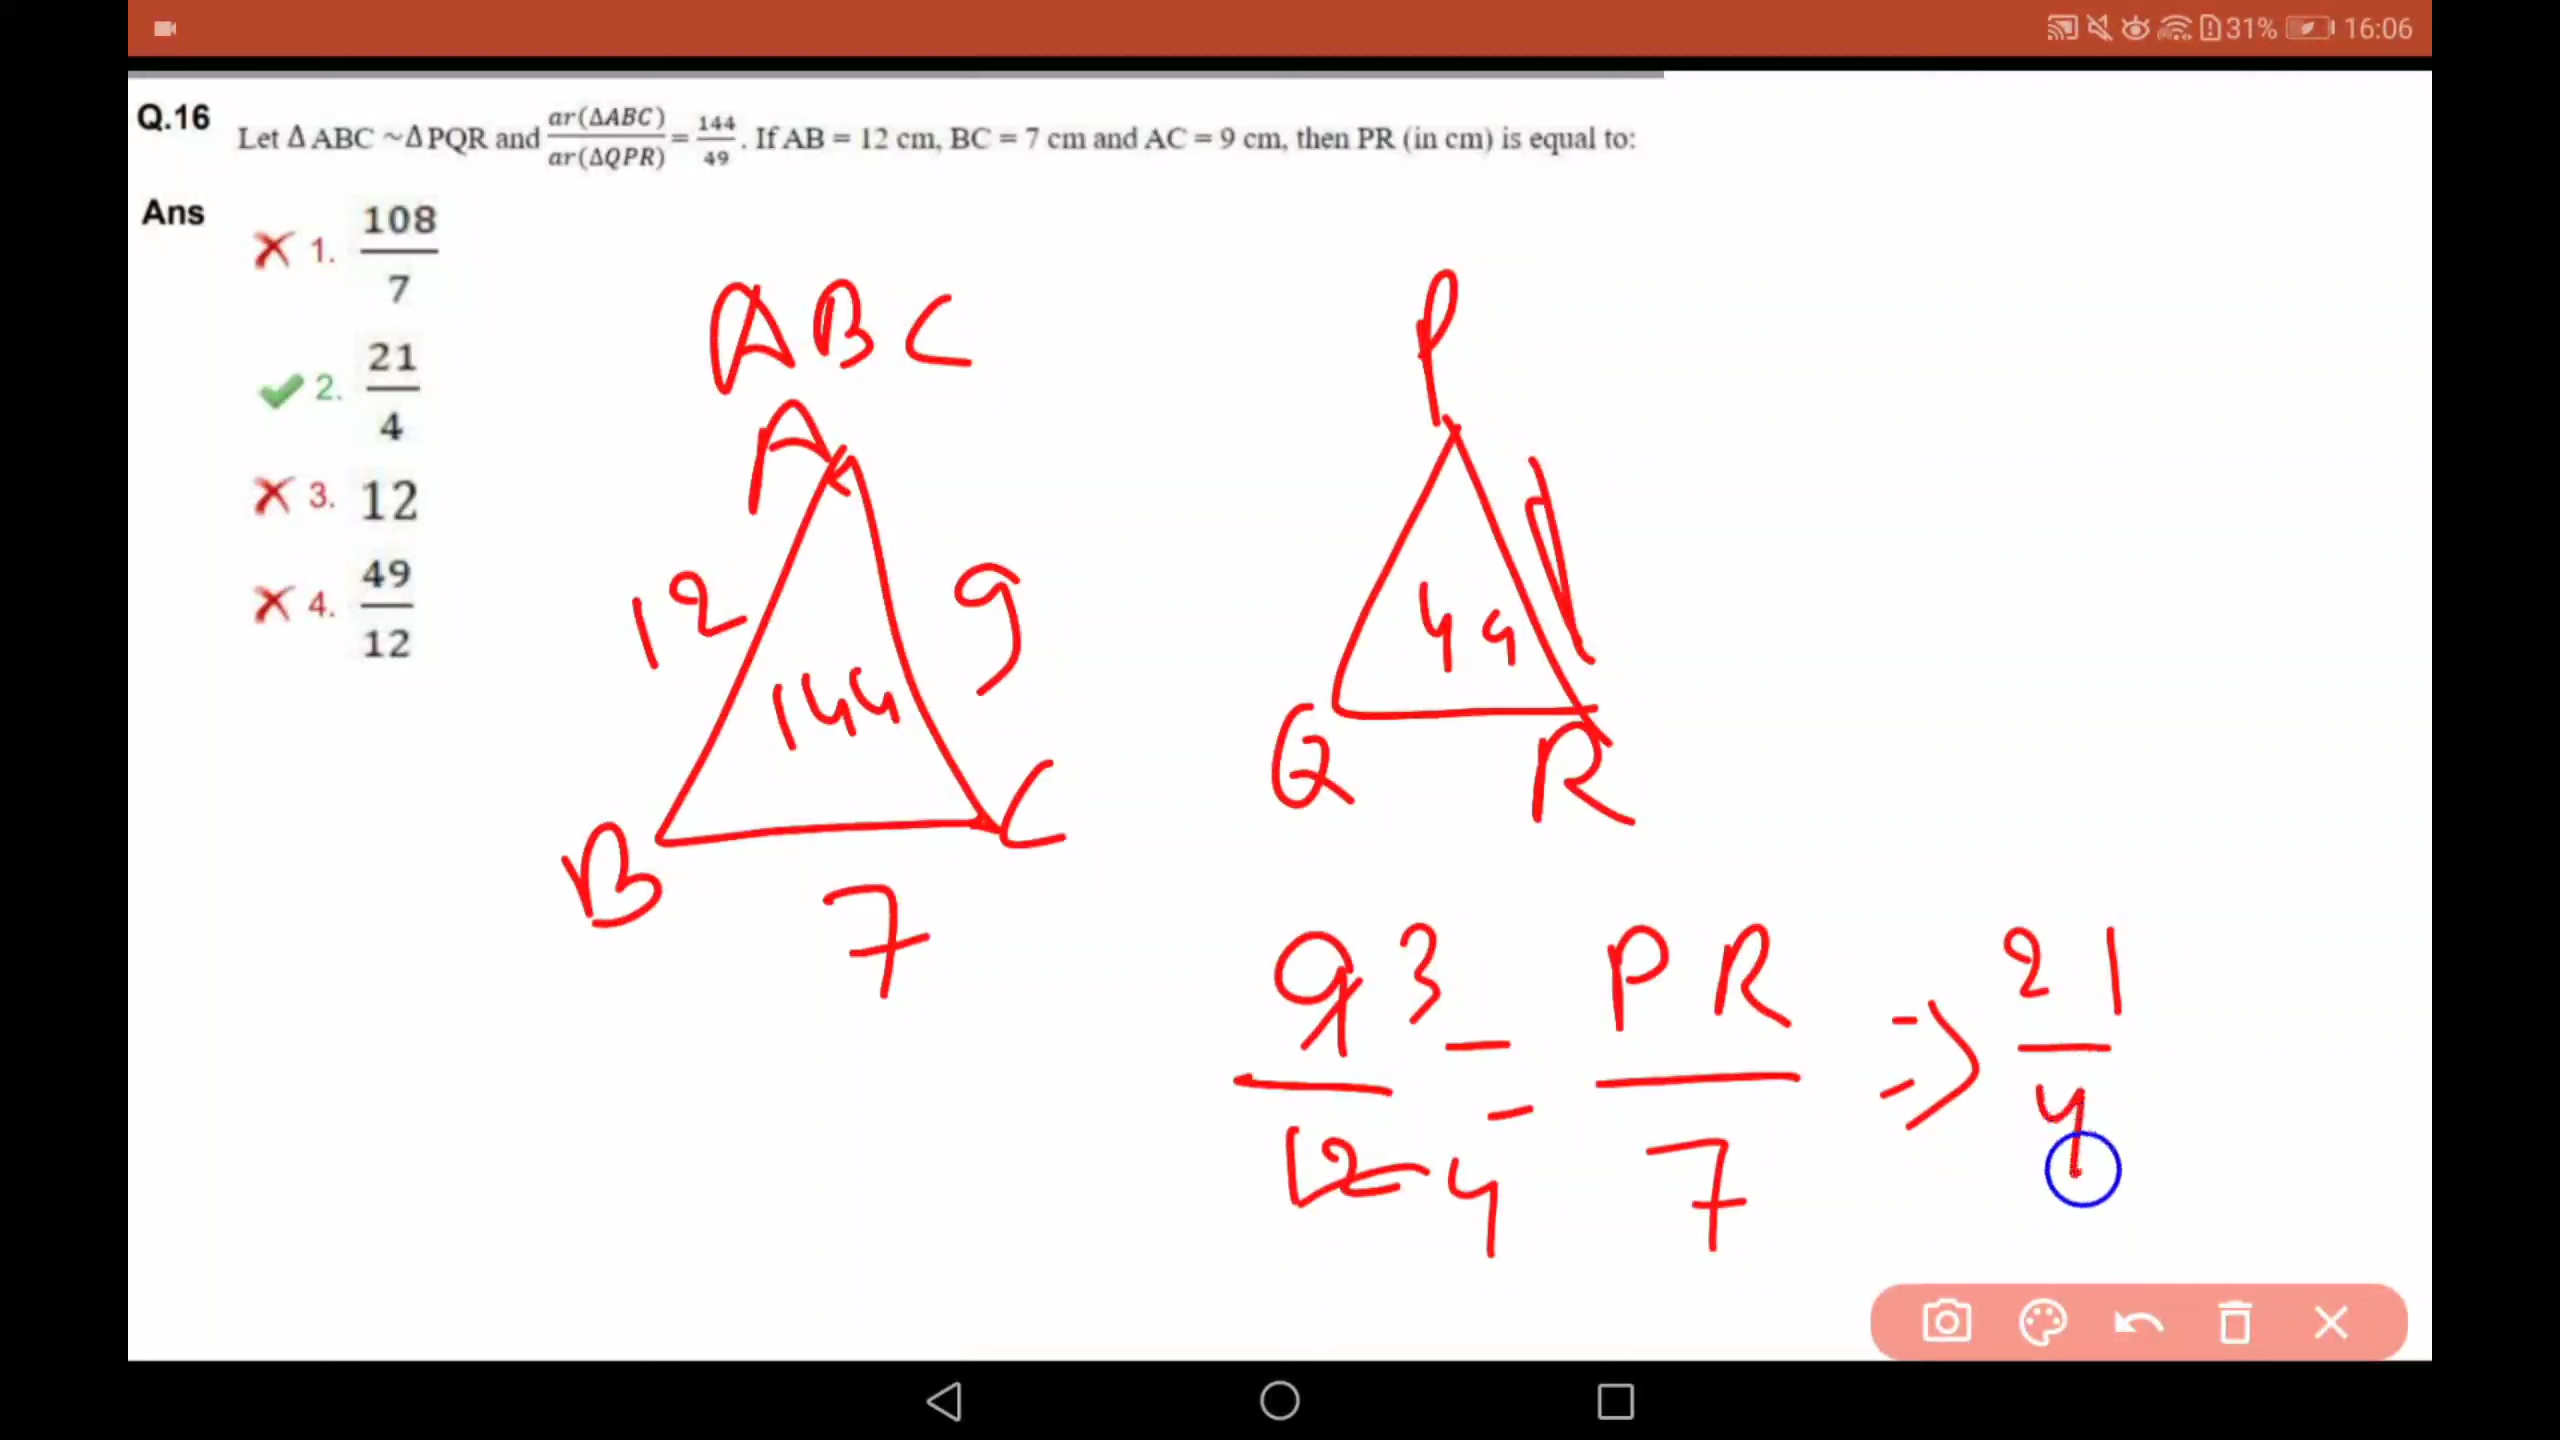 31% 16:06
Q.16 Let Δ ABC ~Δ PQR and ar(ΔABC)/ar(ΔQPR) = 144/49 . If AB = 12 cm, BC = 7 cm and AC = 9 cm, then PR (in cm) is equal to:
Ans
1. 108/7
2. 21/4
3. 12
4. 49/12
A B C
P
A
12
9
144
49
Q
R
B
C
7
9 3 = PR ⇒ 21
12 4 7 4